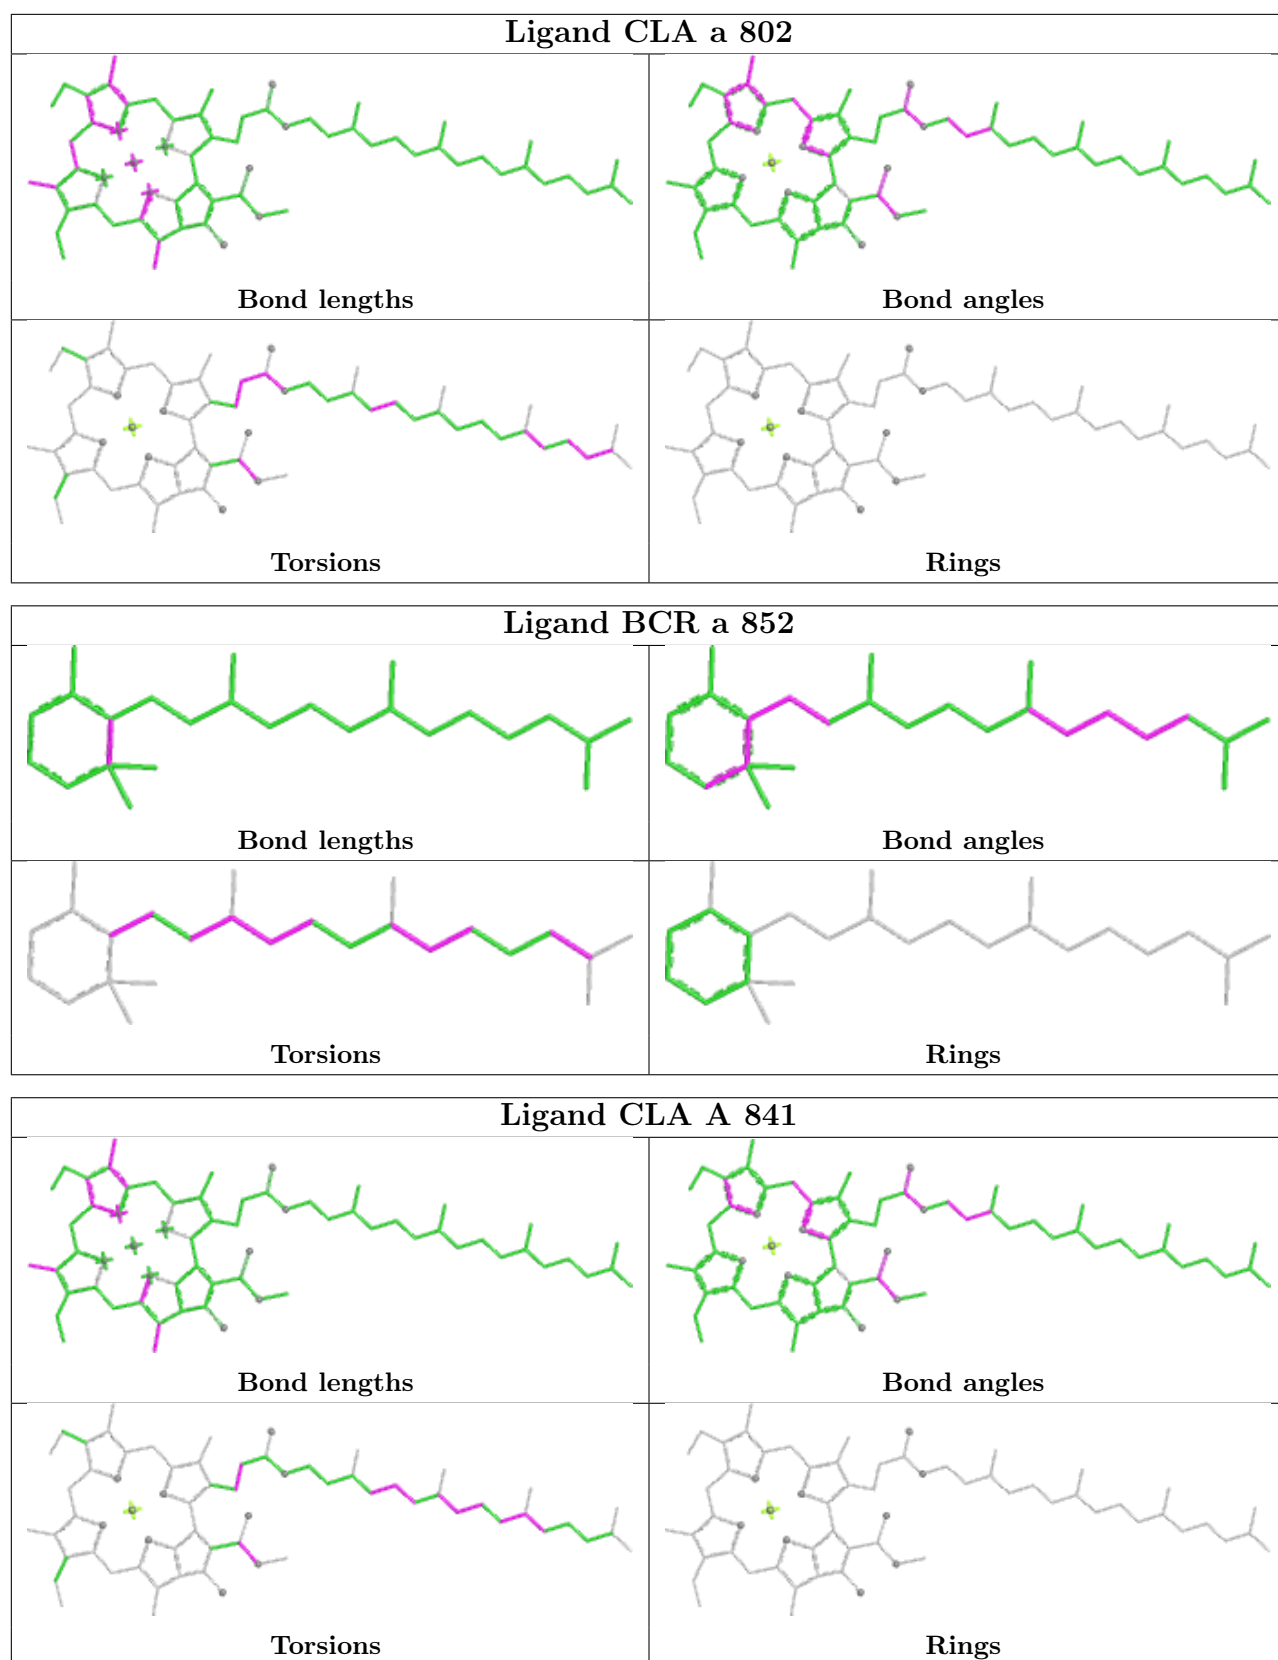 Ligand CLA a 802
Bond lengths
Bond angles
Torsions
Rings
Ligand BCR a 852
Bond lengths
Bond angles
Torsions
Rings
Ligand CLA A 841
Bond lengths
Bond angles
Torsions
Rings